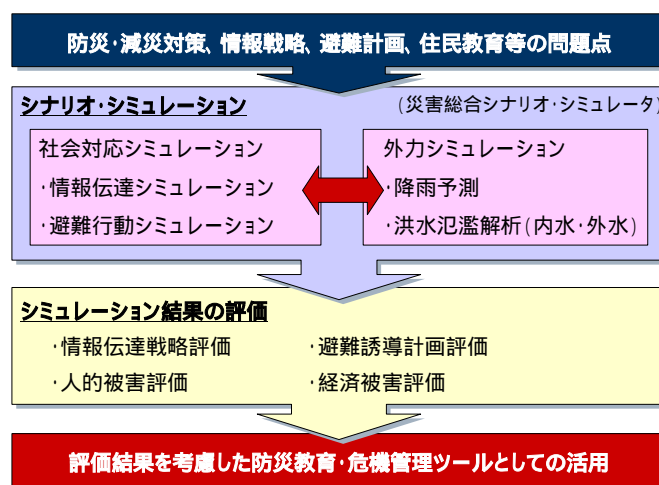 防災・減災対策、情報戦略、避難計画、住民教育等の問題点
シナリオ・シミュレーション
(災害総合シナリオ・シミュレータ)
社会対応シミュレーション
・情報伝達シミュレーション
・避難行動シミュレーション
外力シミュレーション
・降雨予測
・洪水氾濫解析(内水・外水)
シミュレーション結果の評価
・情報伝達戦略評価
・避難誘導計画評価
・人的被害評価
・経済被害評価
評価結果を考慮した防災教育・危機管理ツールとしての活用